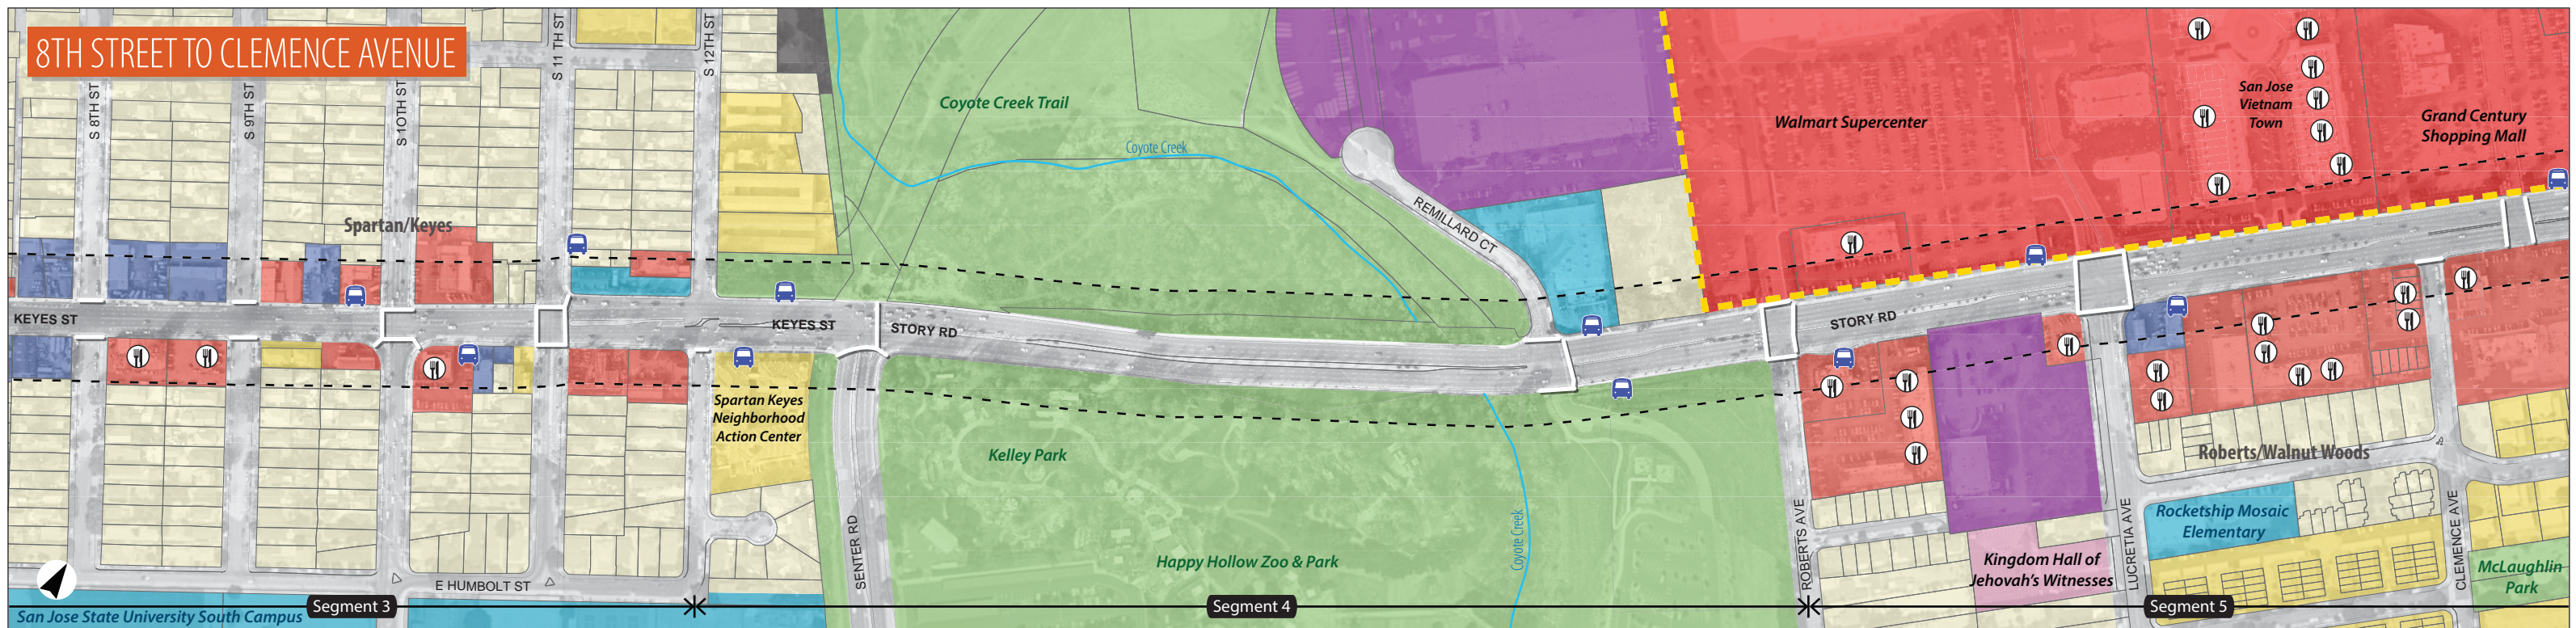 8TH STREET TO CLEMENCE AVENUE
S 8TH ST
S 9TH ST
S 10TH ST
S 11 TH ST
S 12TH ST
Coyote Creek Trail
Coyote Creek
REMILLARD CT
Walmart Supercenter
San Jose
Vietnam
Town
Grand Century
Shopping Mall
Spartan/Keyes
KEYES ST
KEYES ST
STORY RD
STORY RD
Spartan Keyes
Neighborhood
Action Center
Kelley Park
Happy Hollow Zoo & Park
Coyote Creek
SENTER RD
ROBERTS AVE
LUCRETIA AVE
CLEMENCE AVE
Roberts/Walnut Woods
Rocketship Mosaic
Elementary
Kingdom Hall of
Jehovah's Witnesses
McLaughlin
Park
E HUMBOLT ST
San Jose State University South Campus
Segment 3
Segment 4
Segment 5